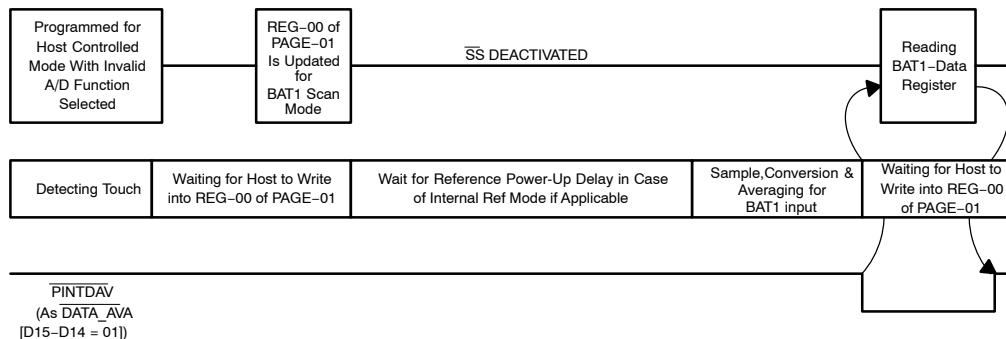 Programmed for
Host Controlled
Mode With Invalid
A/D Function
Selected
REG−00 of
PAGE−01
Is Updated
for
BAT1 Scan
Mode
SS DEACTIVATED
Reading
BAT1−Data
Register
Detecting Touch
Waiting for Host to Write
into REG−00 of PAGE−01
Wait for Reference Power-Up Delay in Case
of Internal Ref Mode if Applicable
Sample,Conversion &
Averaging for
BAT1 input
Waiting for Host to
Write into REG−00
of PAGE−01
PINTDAV
(As DATA_AVA
[D15−D14 = 01])